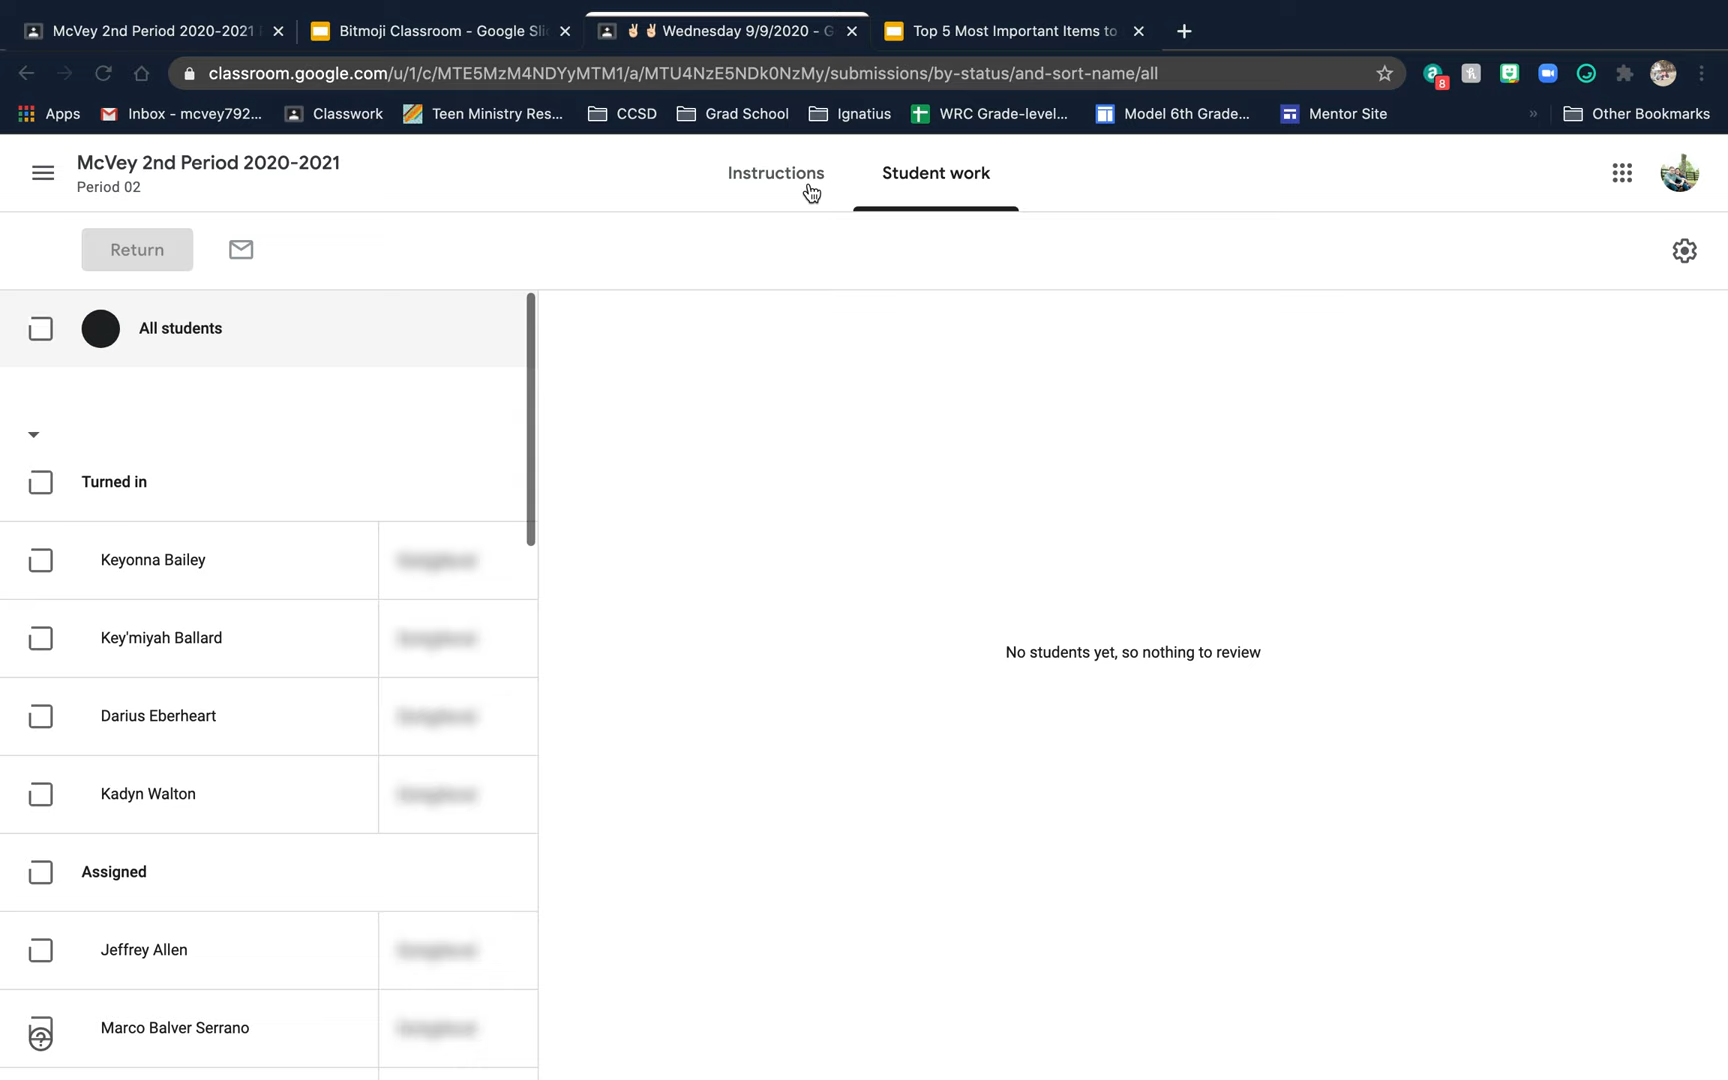 McVey 2nd Period 2020-2021
Bitmoji Classroom - Google Sli
✌🏻✌🏻 Wednesday 9/9/2020 - G
Top 5 Most Important Items to
classroom.google.com/u/1/c/MTE5MzM4NDYyMTM1/a/MTU4NzE5NDk0NzMy/submissions/by-status/and-sort-name/all
8
Apps
Inbox - mcvey792...
Classwork
Teen Ministry Res...
CCSD
Grad School
Ignatius
WRC Grade-level...
Model 6th Grade...
Mentor Site
»
Other Bookmarks
McVey 2nd Period 2020-2021
Period 02
Instructions
Student work
Return
All students
Turned in
Keyonna Bailey
Key'miyah Ballard
Darius Eberheart
Kadyn Walton
Assigned
Jeffrey Allen
Marco Balver Serrano
No students yet, so nothing to review